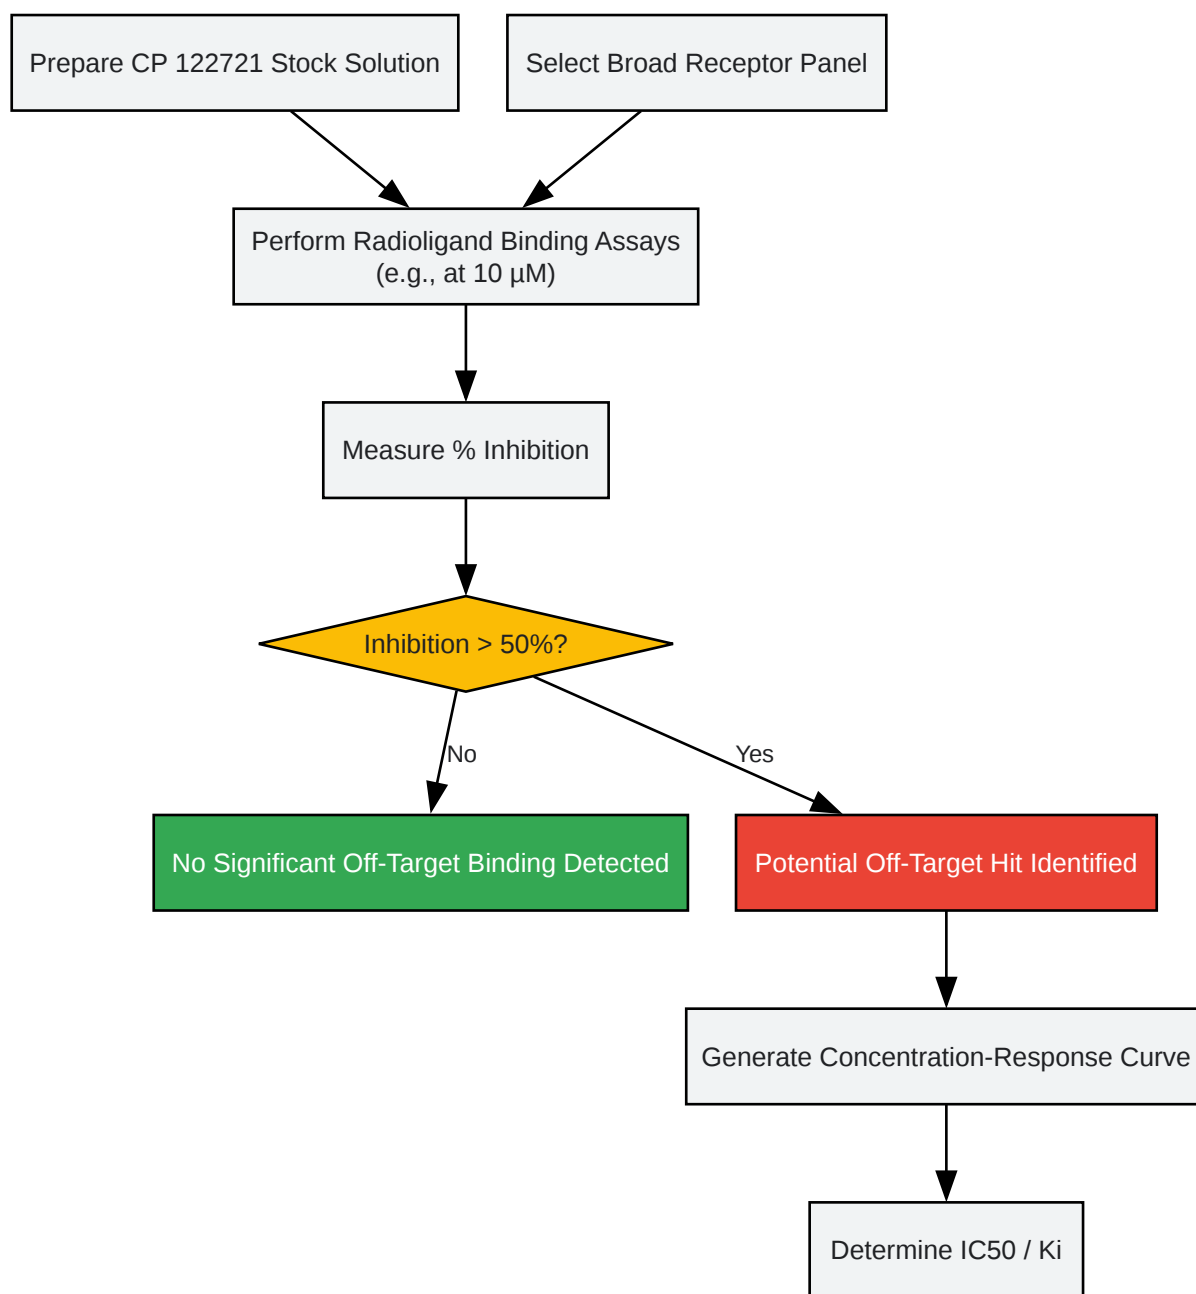 Prepare CP 122721 Stock Solution
Select Broad Receptor Panel
Perform Radioligand Binding Assays
(e.g., at 10 µM)
Measure % Inhibition
Inhibition > 50%?
No
Yes
No Significant Off-Target Binding Detected
Potential Off-Target Hit Identified
Generate Concentration-Response Curve
Determine IC50 / Ki